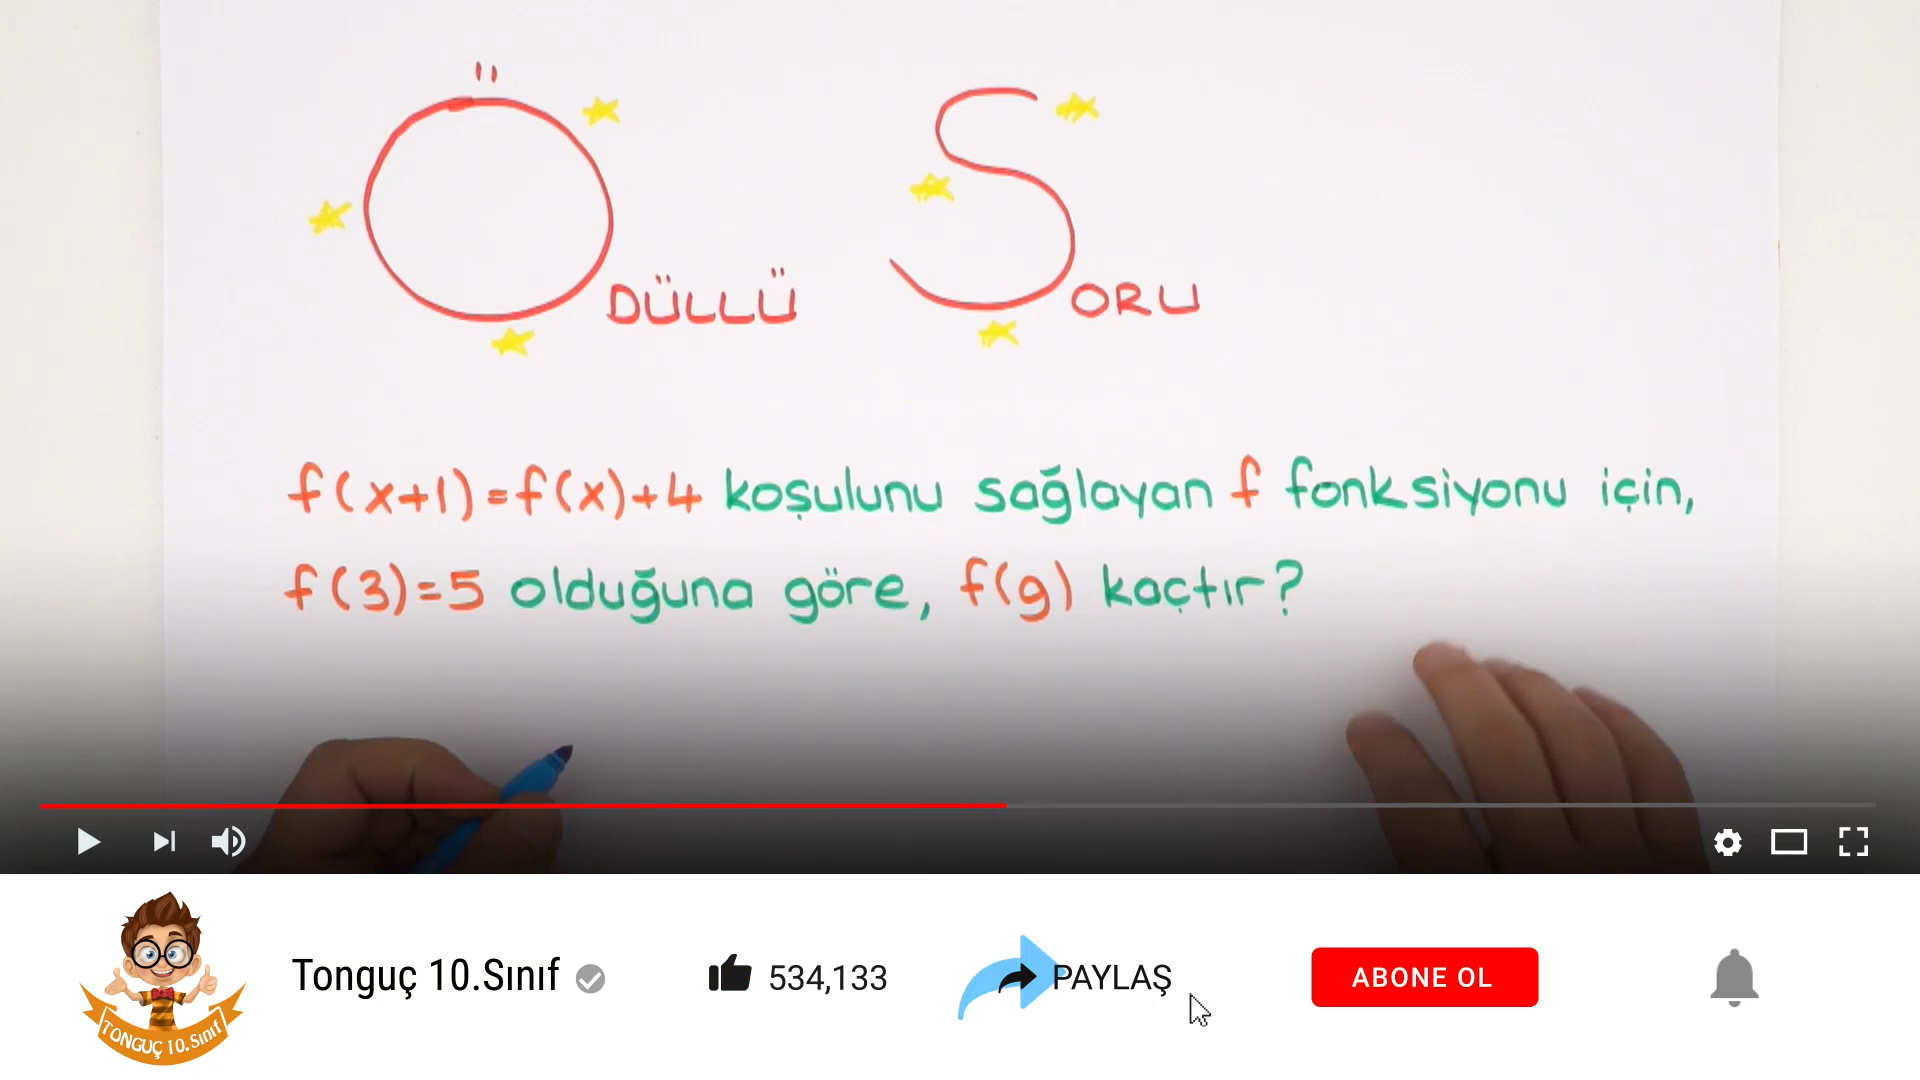 ÖDÜLLÜ SORU
f(x+1)=f(x)+4 koşulunu sağlayan f fonksiyonu için,
f(3)=5 olduğuna göre, f(g) kaçtır?
TONGUÇ 10.Sınıf
Tonguç 10.Sınıf
534,133
PAYLAŞ
ABONE OL